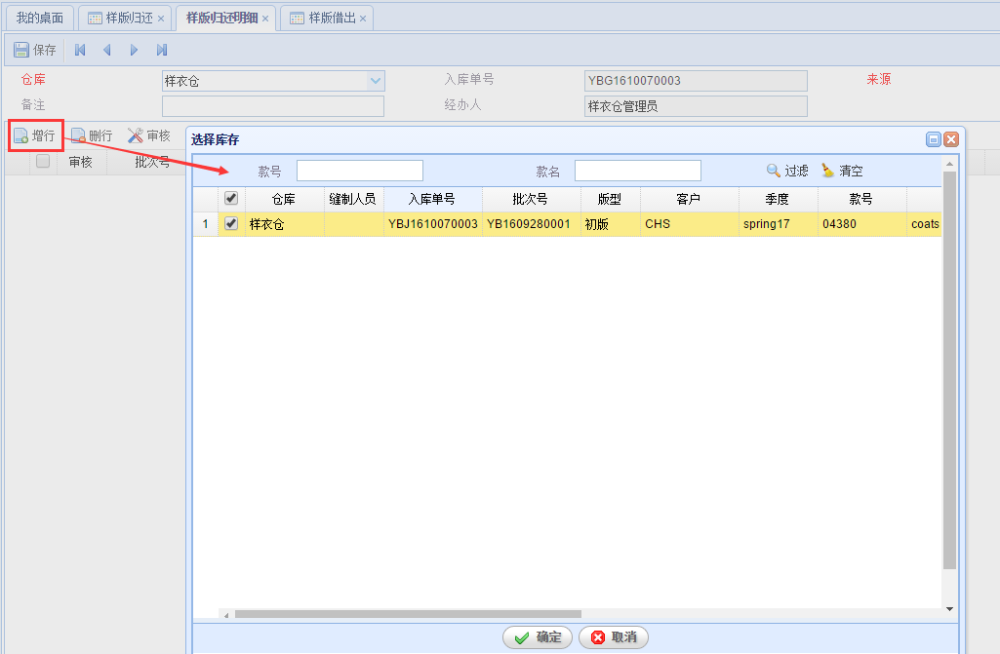 我的桌面 样版归还 样版归还明细 样版借出
保存
仓库 样衣仓 入库单号 YBG1610070003 来源
备注 经办人 样衣仓管理员
增行 删行 审核
审核 批次号
选择库存
款号 款名 过滤 清空
仓库 缝制人员 入库单号 批次号 版型 客户 季度 款号
1 样衣仓 YBJ1610070003 YB1609280001 初版 CHS spring17 04380 coats
确定 取消